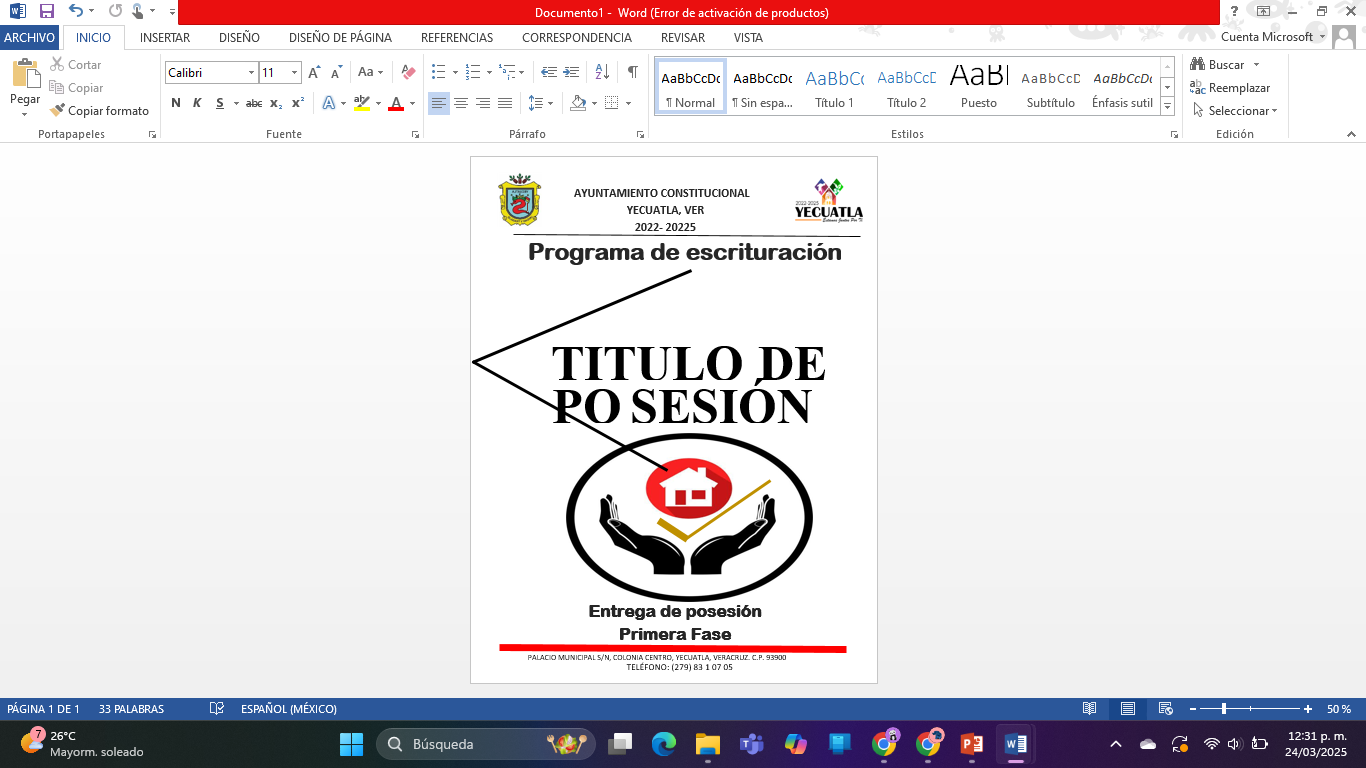 Documento1 - Word (Error de activación de productos)
ARCHIVO INICIO INSERTAR DISEÑO DISEÑO DE PÁGINA REFERENCIAS CORRESPONDENCIA REVISAR VISTA Cuenta Microsoft
Pegar
Cortar
Copiar
Copiar formato
Portapapeles
Calibri 11
N K S abc x₂ x²
Fuente
Párrafo
AaBbCcDc AaBbCcDc AaBbCc AaBbCcD AaBl AaBbCcD AaBbCcDc
¶ Normal ¶ Sin espa... Título 1 Título 2 Puesto Subtítulo Énfasis sutil
Estilos
Buscar
Reemplazar
Seleccionar
Edición
AYUNTAMIENTO CONSTITUCIONAL
YECUATLA, VER
2022- 20225
2022-2025
YECUATLA
Programa de escrituración
TITULO DE
PO SESIÓN
Entrega de posesión
Primera Fase
PALACIO MUNICIPAL S/N, COLONIA CENTRO, YECUATLA, VERACRUZ. C.P. 93900
TELÉFONO: (279) 83 1 07 05
PÁGINA 1 DE 1 33 PALABRAS ESPAÑOL (MÉXICO) 50 %
7
26°C
Mayorm. soleado
Búsqueda
12:31 p. m.
24/03/2025